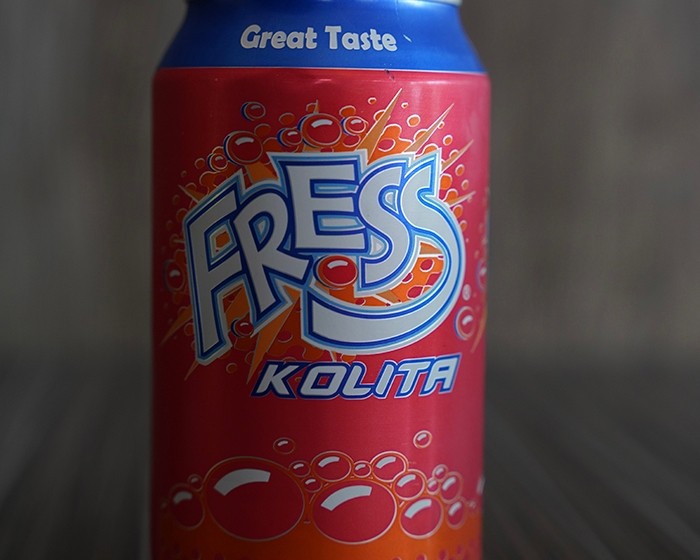 Great Taste
FRESS
KOLITA